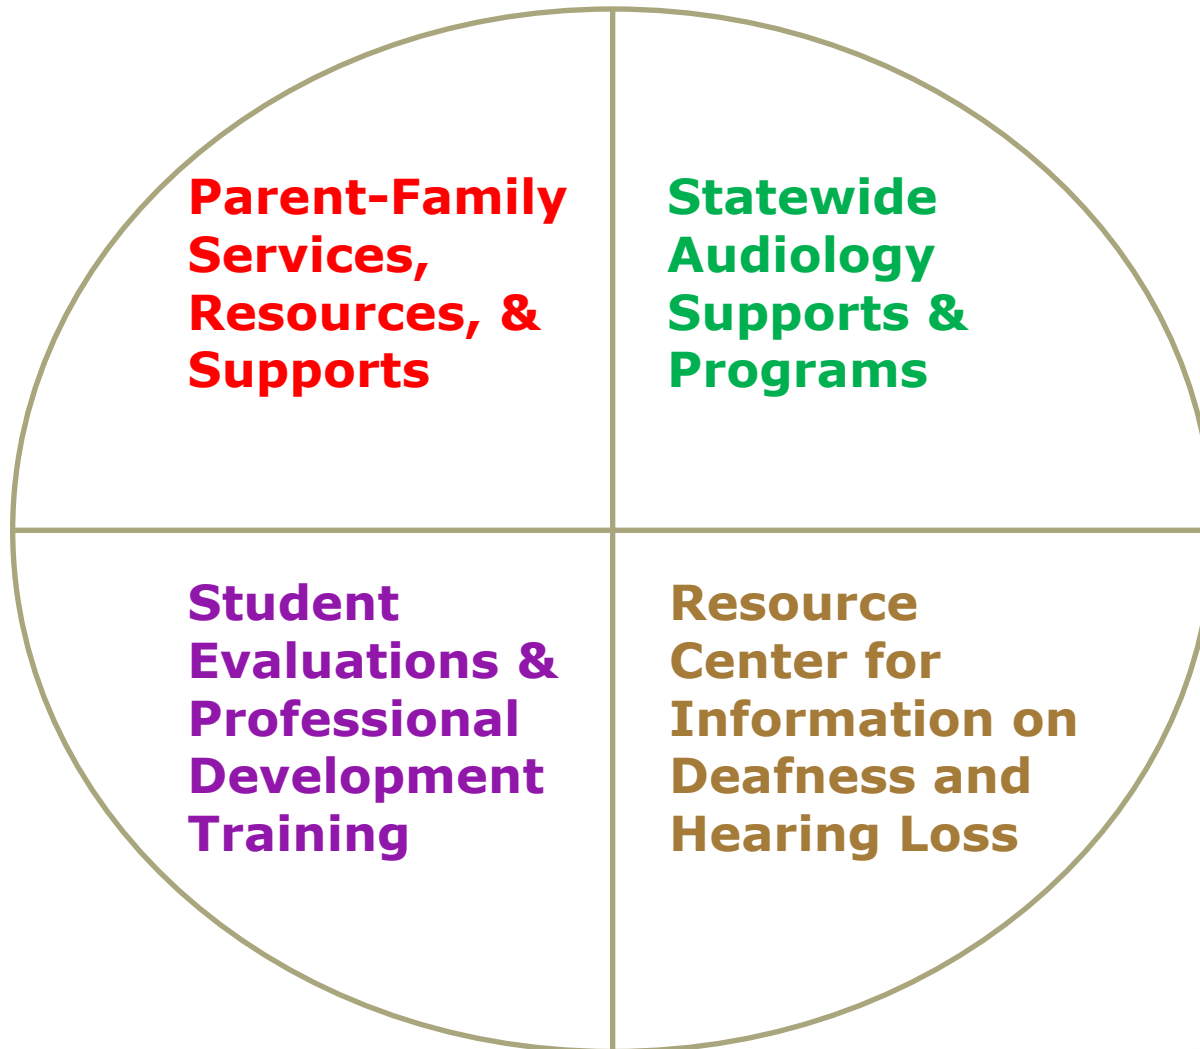 Parent-Family
Services,
Resources, &
Supports
Statewide
Audiology
Supports &
Programs
Student
Evaluations &
Professional
Development
Training
Resource
Center for
Information on
Deafness and
Hearing Loss